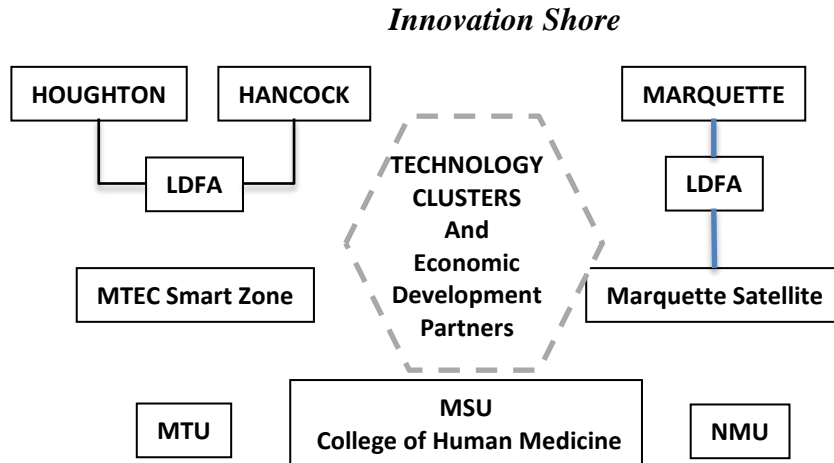 Innovation Shore
HOUGHTON
HANCOCK
MARQUETTE
LDFA
LDFA
TECHNOLOGY
CLUSTERS
And
Economic
Development
Partners
MTEC Smart Zone
Marquette Satellite
MTU
MSU
College of Human Medicine
NMU